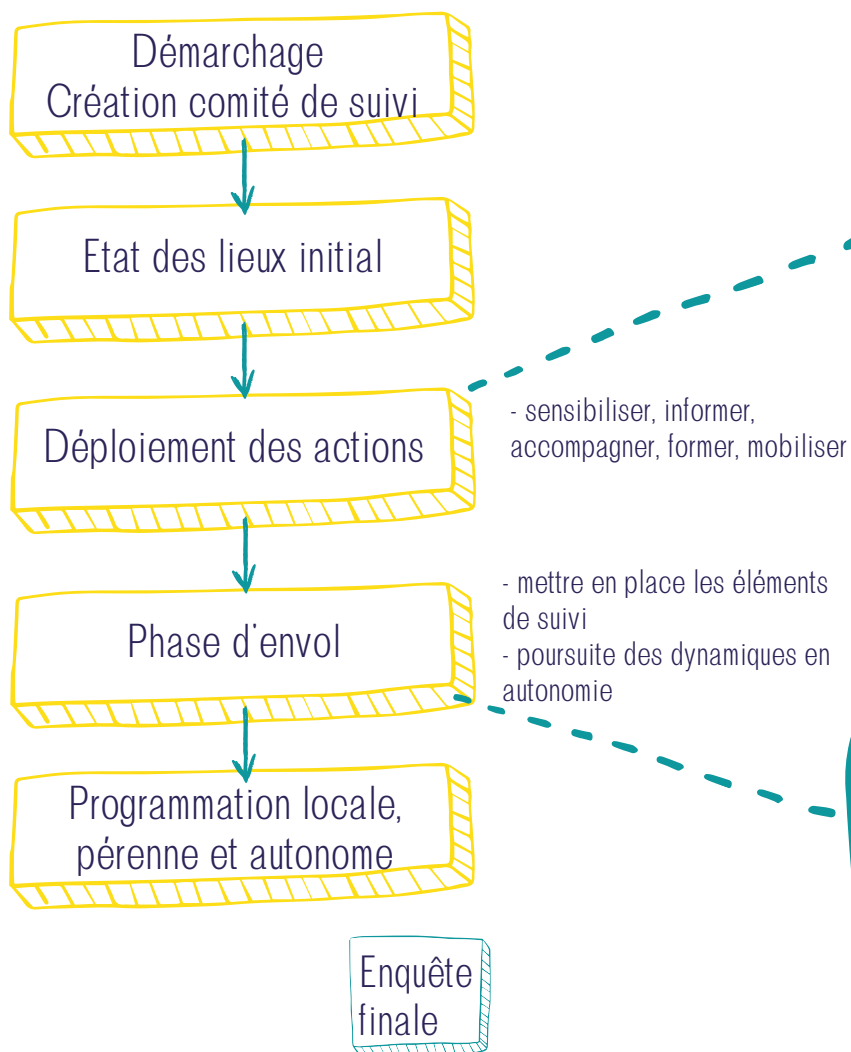 Démarchage
Création comité de suivi
Etat des lieux initial
Déploiement des actions
- sensibiliser, informer,
accompagner, former, mobiliser
Phase d'envol
- mettre en place les éléments
de suivi
- poursuite des dynamiques en
autonomie
Programmation locale,
pérenne et autonome
Enquête
finale